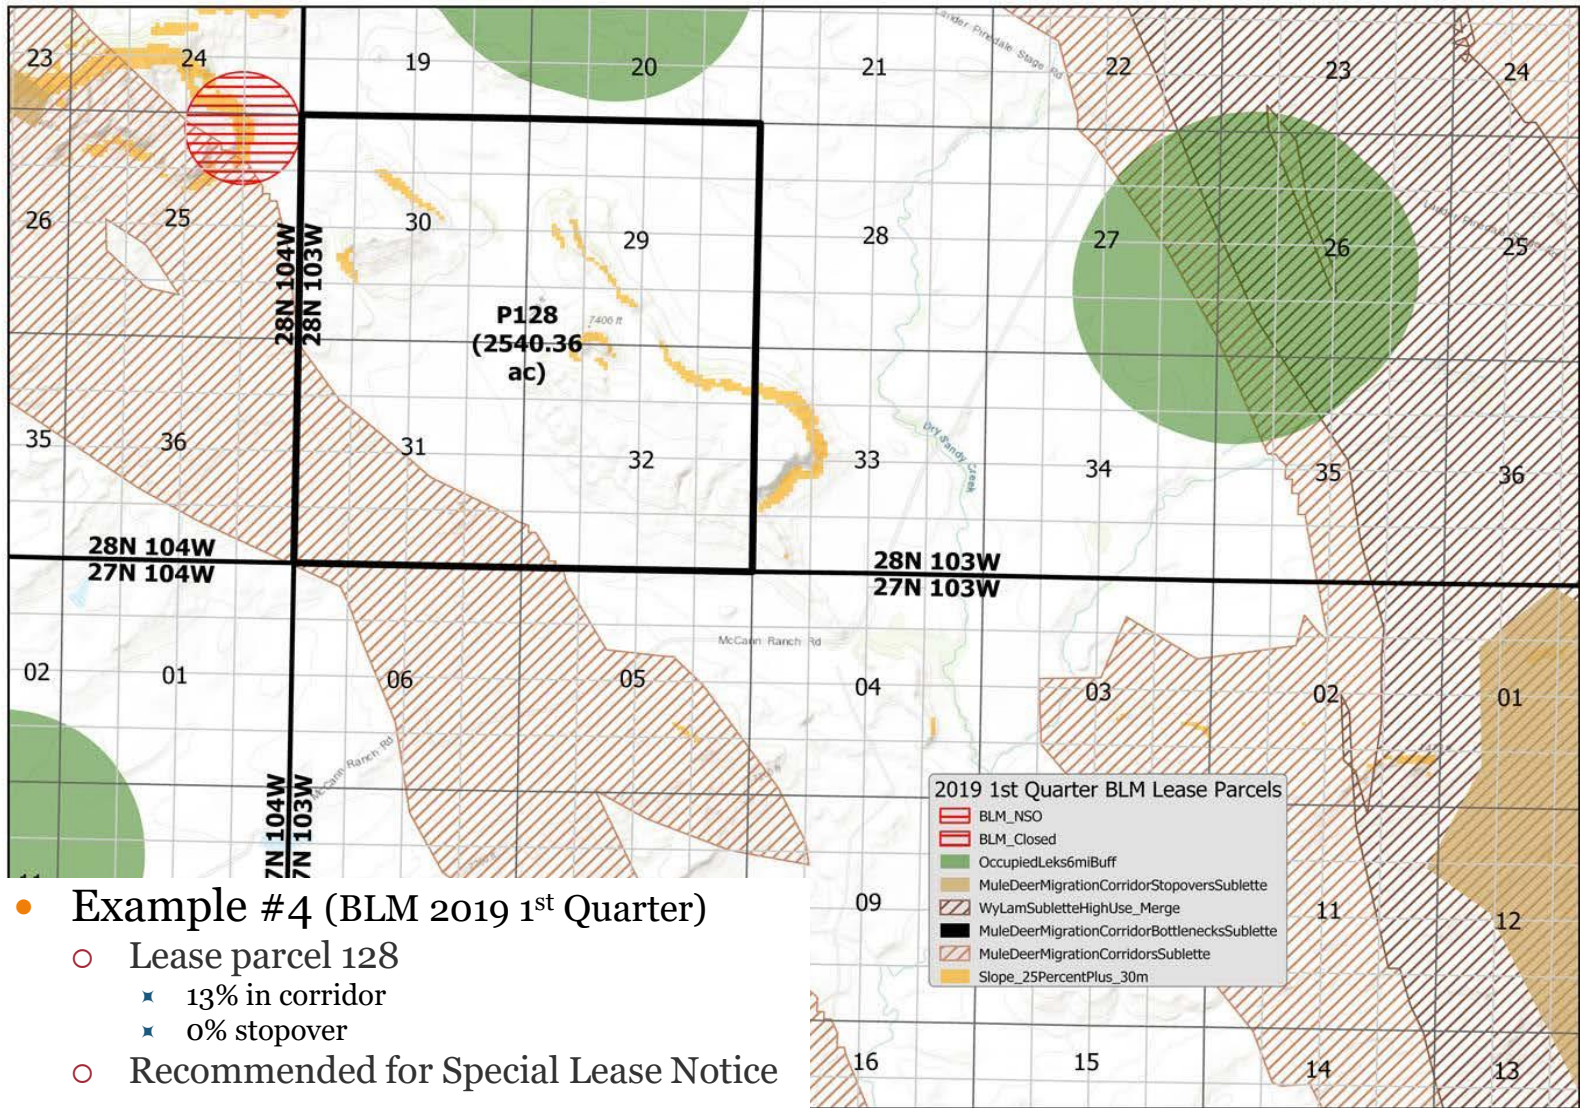 Lander Pinedale Stage Rd
23
24
19
20
21
22
23
24
26
25
30
29
28
27
26
25
28N 104W
28N 103W
P128
(2540.36
ac)
7406 ft
35
36
31
32
33
34
35
36
Dry Sandy Creek
28N 104W
27N 104W
28N 103W
27N 103W
McCann Ranch Rd
02
01
06
05
04
03
02
01
McCann Ranch Rd
7N 104W
7N 103W
09
11
12
16
15
14
13
2019 1st Quarter BLM Lease Parcels
BLM_NSO
BLM_Closed
OccupiedLeks6miBuff
MuleDeerMigrationCorridorStopoversSublette
WyLamSubletteHighUse_Merge
MuleDeerMigrationCorridorBottlenecksSublette
MuleDeerMigrationCorridorsSublette
Slope_25PercentPlus_30m
• Example #4 (BLM 2019 1st Quarter)
Lease parcel 128
13% in corridor
0% stopover
Recommended for Special Lease Notice